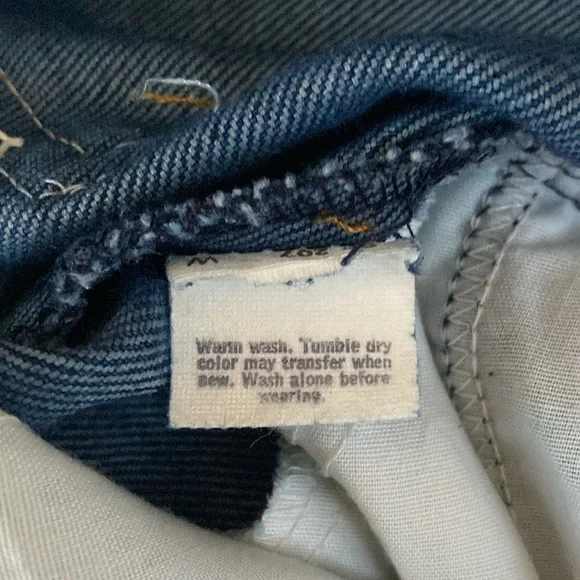 Warm wash. Tumble dry
color may transfer when
new. Wash alone before
wearing.